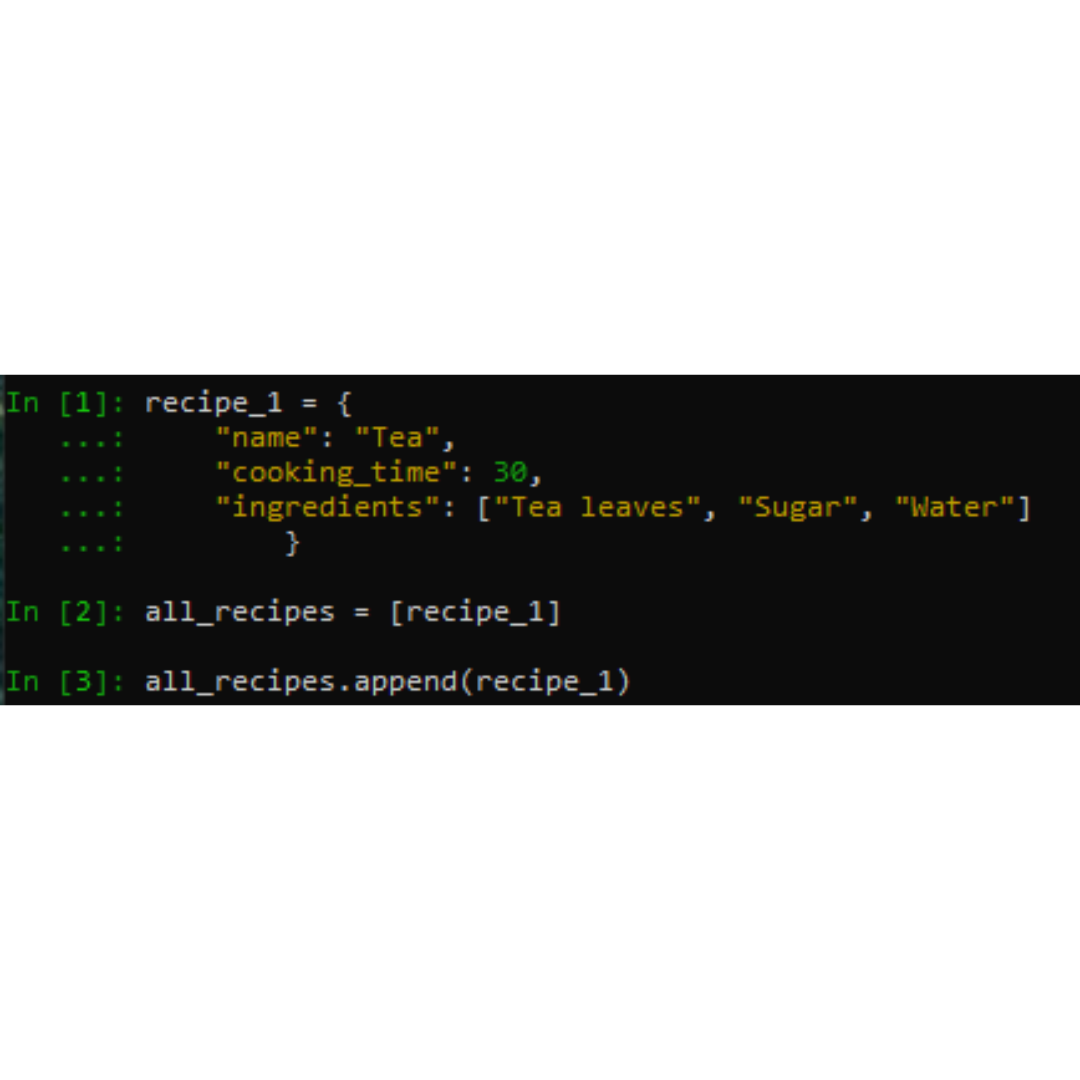 In [1]: recipe_1 = {
   ...:     "name": "Tea",
   ...:     "cooking_time": 30,
   ...:     "ingredients": ["Tea leaves", "Sugar", "Water"]
   ...:         }
In [2]: all_recipes = [recipe_1]
In [3]: all_recipes.append(recipe_1)